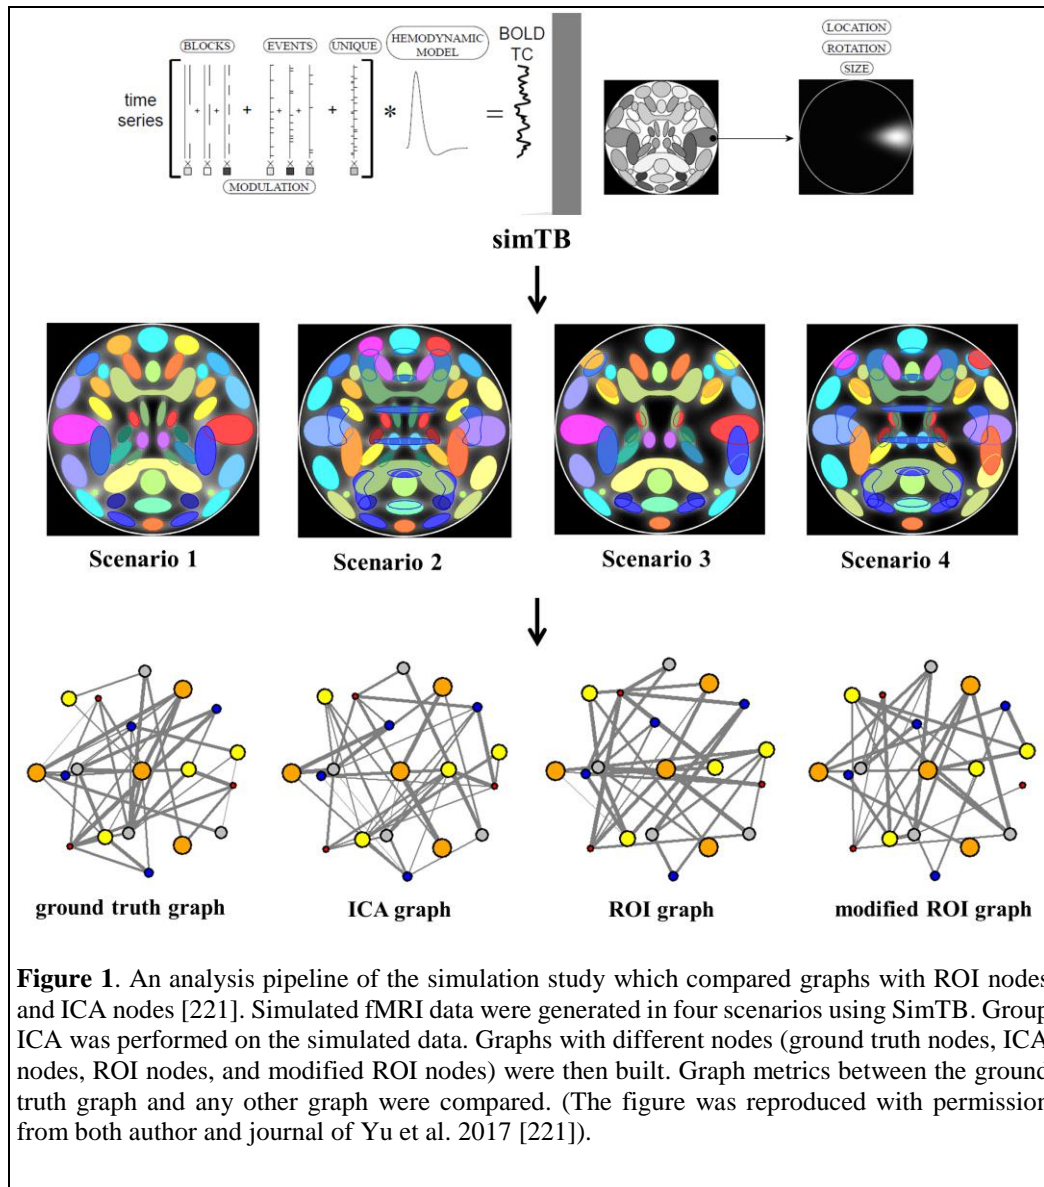 BLOCKS EVENTS UNIQUE HEMODYNAMIC MODEL BOLD TC
time series
+ + + + + + * =
x x x x x x x
MODULATION
LOCATION
ROTATION
SIZE
simTB
Scenario 1 Scenario 2 Scenario 3 Scenario 4
ground truth graph ICA graph ROI graph modified ROI graph
Figure 1. An analysis pipeline of the simulation study which compared graphs with ROI nodes
and ICA nodes [221]. Simulated fMRI data were generated in four scenarios using SimTB. Group
ICA was performed on the simulated data. Graphs with different nodes (ground truth nodes, ICA
nodes, ROI nodes, and modified ROI nodes) were then built. Graph metrics between the ground
truth graph and any other graph were compared. (The figure was reproduced with permission
from both author and journal of Yu et al. 2017 [221]).